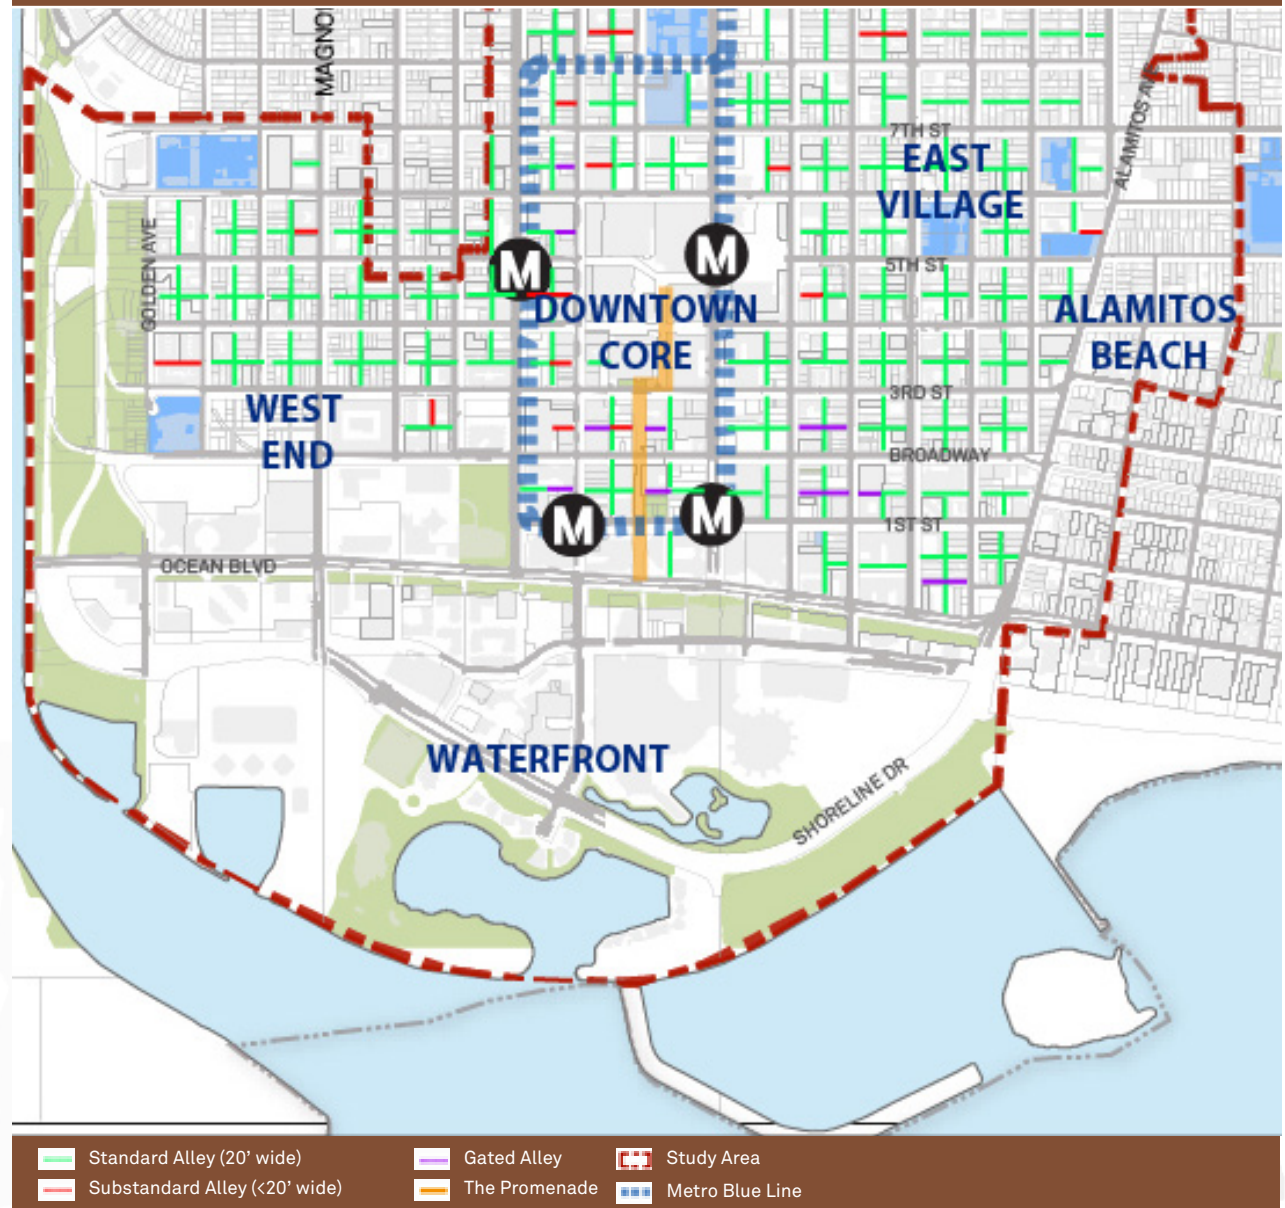 MAGNO
ALAMITOS AV
7TH ST
EAST
VILLAGE
GOLDEN AVE
M
M
5TH ST
DOWNTOWN
CORE
ALAMITOS
BEACH
3RD ST
WEST
END
BROADWAY
M
M
1ST ST
OCEAN BLVD
WATERFRONT
SHORELINE DR
Standard Alley (20’ wide)
Gated Alley
Study Area
Substandard Alley (<20’ wide)
The Promenade
Metro Blue Line